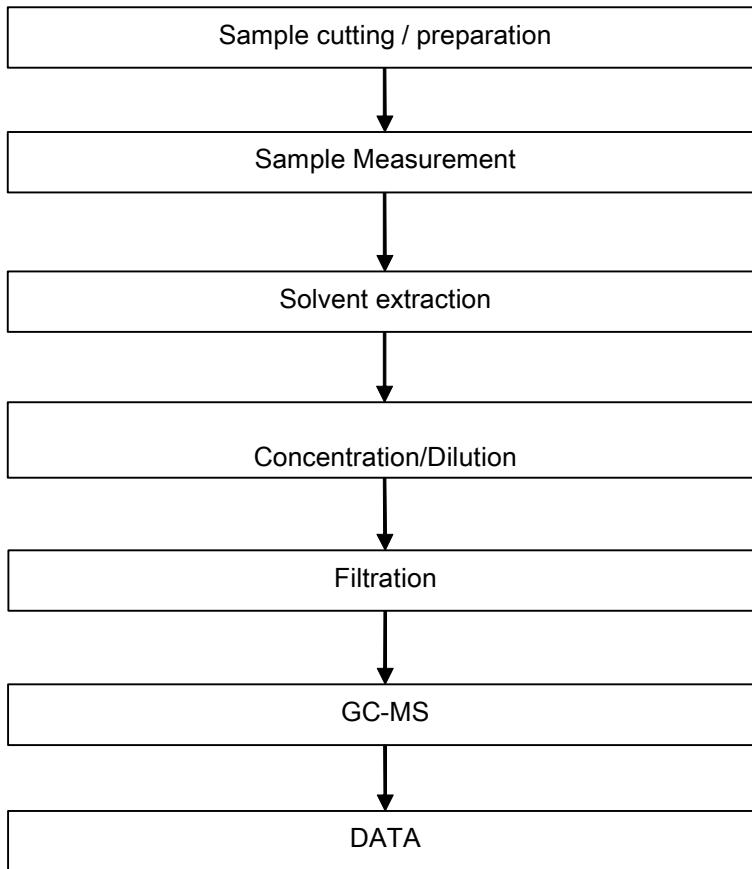 Sample cutting / preparation
Sample Measurement
Solvent extraction
Concentration/Dilution
Filtration
GC-MS
DATA